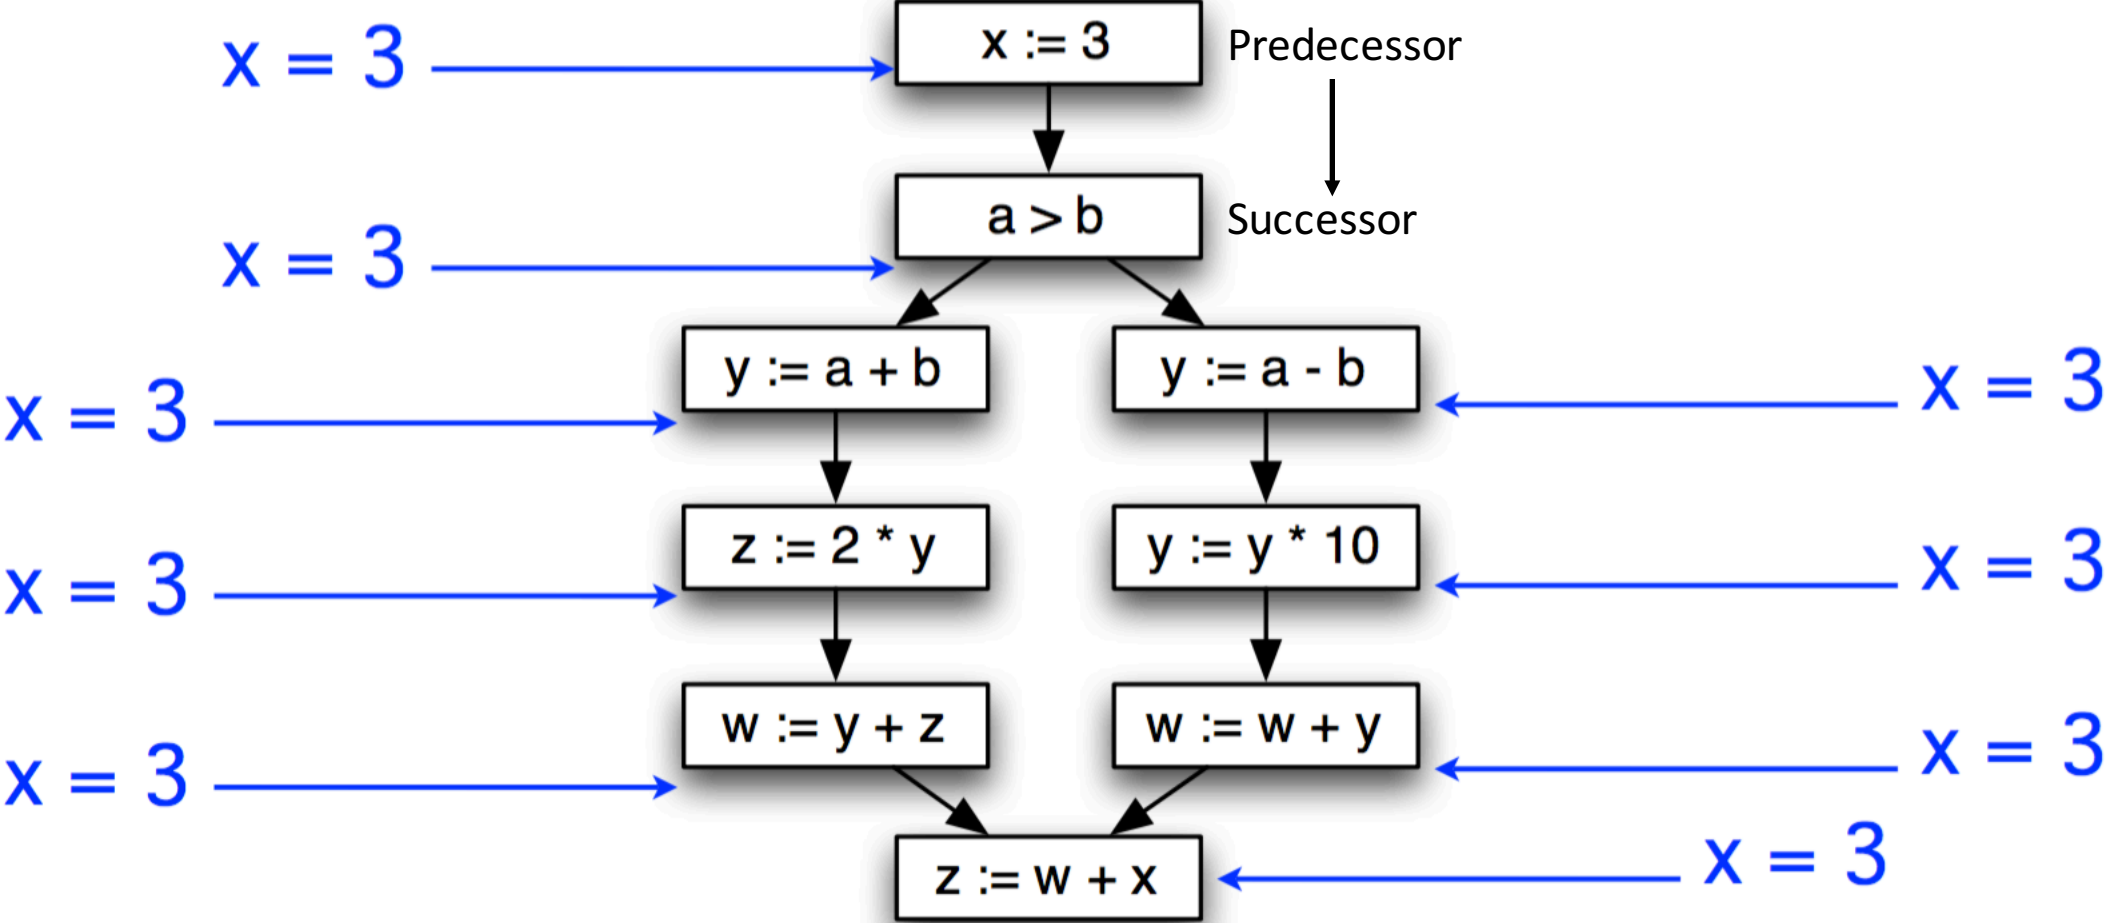 x = 3
x := 3
Predecessor
a > b
Successor
x = 3
y := a + b
y := a - b
x = 3
x = 3
z := 2 * y
y := y * 10
x = 3
x = 3
w := y + z
w := w + y
x = 3
x = 3
z := w + x
x = 3